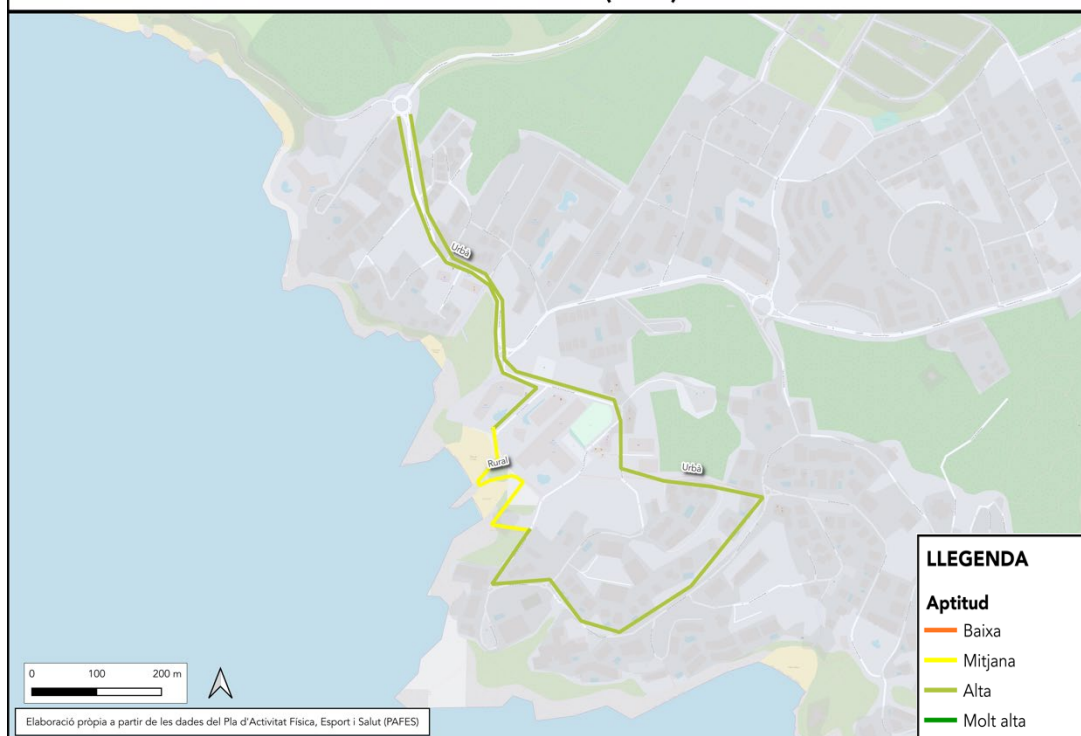 Urbà
Rural
Urbà
LLEGENDA
Aptitud
Baixa
Mitjana
Alta
Molt alta
0 100 200 m
Elaboració pròpia a partir de les dades del Pla d'Activitat Física, Esport i Salut (PAFES)